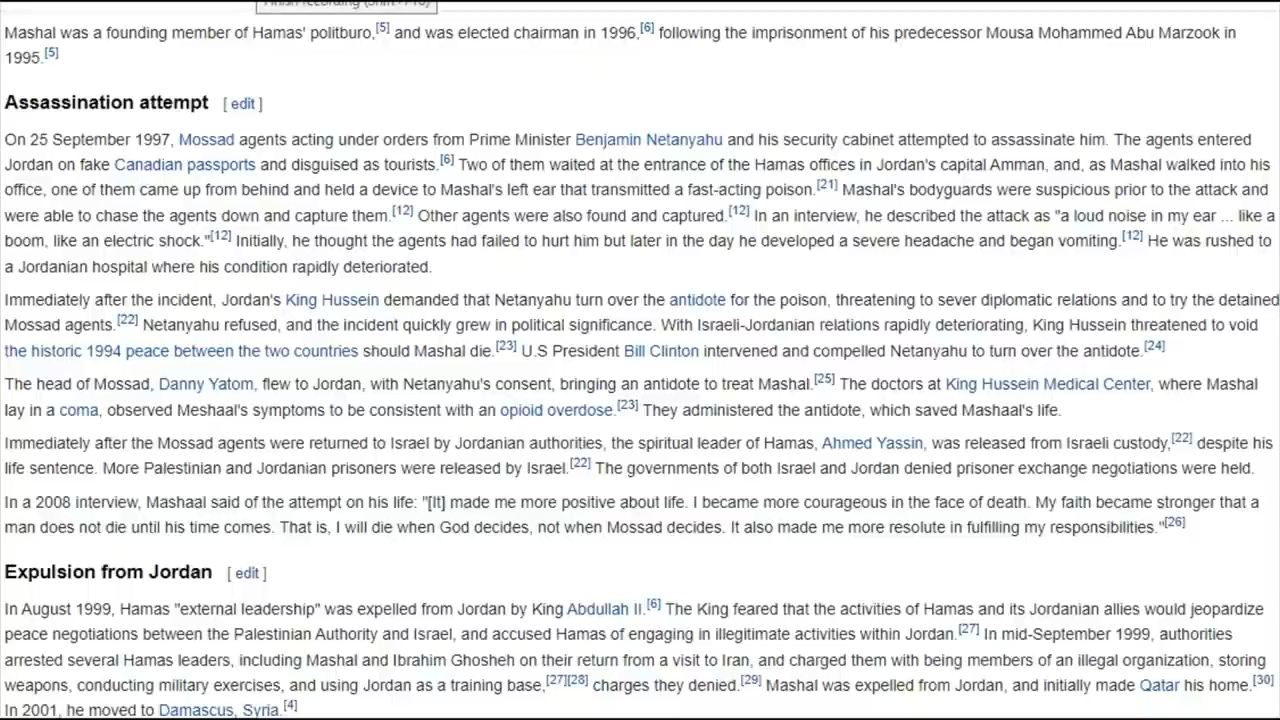 Finish recording (Shift+F10)
Mashal was a founding member of Hamas' politburo,[5] and was elected chairman in 1996,[6] following the imprisonment of his predecessor Mousa Mohammed Abu Marzook in
1995.[5]
Assassination attempt [ edit ]
On 25 September 1997, Mossad agents acting under orders from Prime Minister Benjamin Netanyahu and his security cabinet attempted to assassinate him. The agents entered
Jordan on fake Canadian passports and disguised as tourists.[6] Two of them waited at the entrance of the Hamas offices in Jordan's capital Amman, and, as Mashal walked into his
office, one of them came up from behind and held a device to Mashal's left ear that transmitted a fast-acting poison.[21] Mashal's bodyguards were suspicious prior to the attack and
were able to chase the agents down and capture them.[12] Other agents were also found and captured.[12] In an interview, he described the attack as "a loud noise in my ear ... like a
boom, like an electric shock."[12] Initially, he thought the agents had failed to hurt him but later in the day he developed a severe headache and began vomiting.[12] He was rushed to
a Jordanian hospital where his condition rapidly deteriorated.
Immediately after the incident, Jordan's King Hussein demanded that Netanyahu turn over the antidote for the poison, threatening to sever diplomatic relations and to try the detained
Mossad agents.[22] Netanyahu refused, and the incident quickly grew in political significance. With Israeli-Jordanian relations rapidly deteriorating, King Hussein threatened to void
the historic 1994 peace between the two countries should Mashal die.[23] U.S President Bill Clinton intervened and compelled Netanyahu to turn over the antidote.[24]
The head of Mossad, Danny Yatom, flew to Jordan, with Netanyahu's consent, bringing an antidote to treat Mashal.[25] The doctors at King Hussein Medical Center, where Mashal
lay in a coma, observed Meshaal's symptoms to be consistent with an opioid overdose.[23] They administered the antidote, which saved Mashaal's life.
Immediately after the Mossad agents were returned to Israel by Jordanian authorities, the spiritual leader of Hamas, Ahmed Yassin, was released from Israeli custody,[22] despite his
life sentence. More Palestinian and Jordanian prisoners were released by Israel.[22] The governments of both Israel and Jordan denied prisoner exchange negotiations were held.
In a 2008 interview, Mashaal said of the attempt on his life: "[It] made me more positive about life. I became more courageous in the face of death. My faith became stronger that a
man does not die until his time comes. That is, I will die when God decides, not when Mossad decides. It also made me more resolute in fulfilling my responsibilities."[26]
Expulsion from Jordan [ edit ]
In August 1999, Hamas "external leadership" was expelled from Jordan by King Abdullah II.[6] The King feared that the activities of Hamas and its Jordanian allies would jeopardize
peace negotiations between the Palestinian Authority and Israel, and accused Hamas of engaging in illegitimate activities within Jordan.[27] In mid-September 1999, authorities
arrested several Hamas leaders, including Mashal and Ibrahim Ghosheh on their return from a visit to Iran, and charged them with being members of an illegal organization, storing
weapons, conducting military exercises, and using Jordan as a training base,[27][28] charges they denied.[29] Mashal was expelled from Jordan, and initially made Qatar his home.[30]
In 2001, he moved to Damascus, Syria.[4]